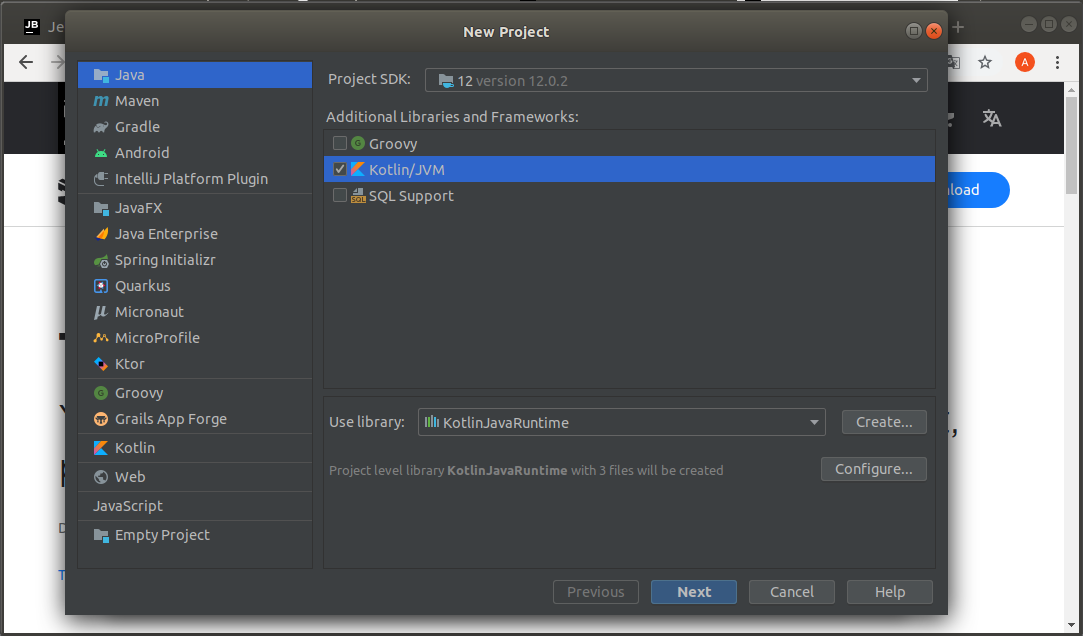 JB Je
New Project
Java
Maven
Gradle
Android
IntelliJ Platform Plugin
JavaFX
Java Enterprise
Spring Initializr
Quarkus
Micronaut
MicroProfile
Ktor
Groovy
Grails App Forge
Kotlin
Web
JavaScript
Empty Project
Project SDK: 12 version 12.0.2
Additional Libraries and Frameworks:
Groovy
Kotlin/JVM
SQL Support
Use library: KotlinJavaRuntime Create...
Project level library KotlinJavaRuntime with 3 files will be created Configure...
Previous Next Cancel Help
A
load